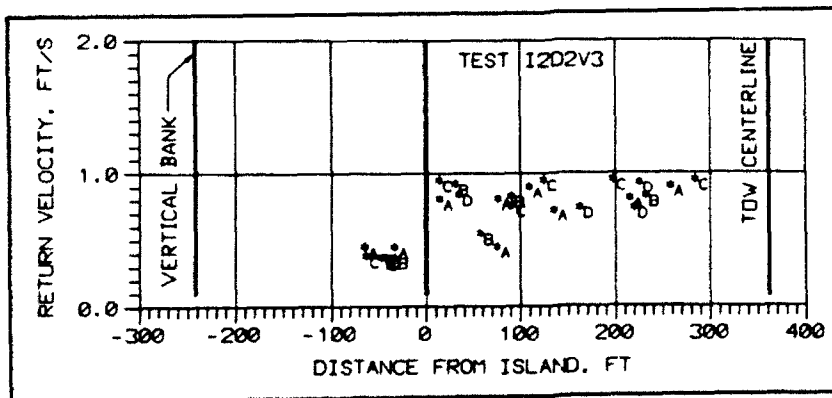 RETURN VELOCITY, FT/S
2.0
1.0
0.0
VERTICAL BANK
TEST I2D2V3
TOW CENTERLINE
C B
A D
A C
A
A D
C D
B
A C
D
B A
C A
B
-300 -200 -100 0 100 200 300 400
DISTANCE FROM ISLAND, FT